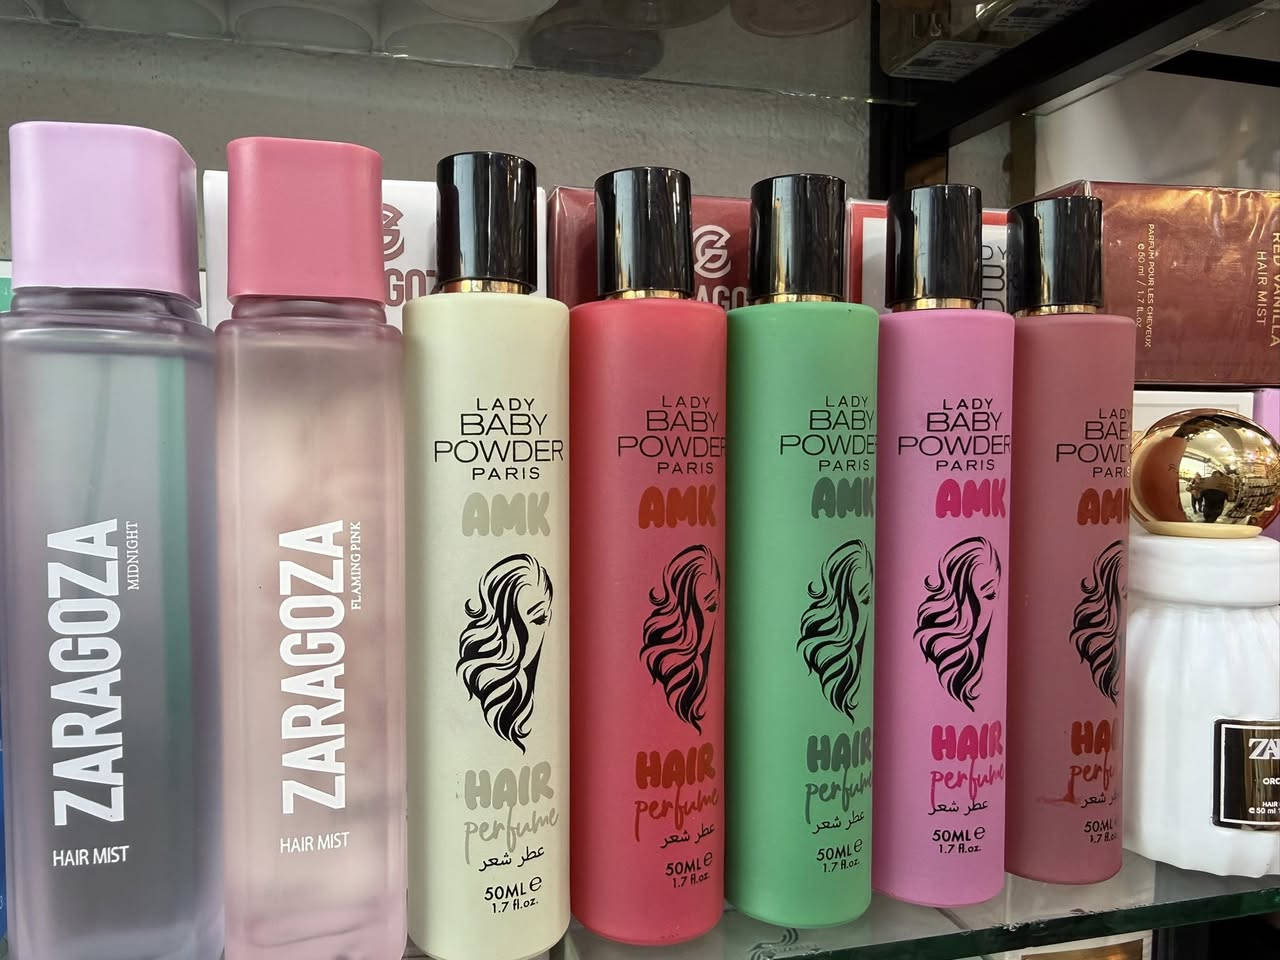 ZARAGOZA
MIDNIGHT
HAIR MIST
ZARAGOZA
FLAMING PINK
HAIR MIST
LADY
BABY
POWDER
PARIS
AMK
HAIR
perfume
عطر شعر
50ML e
1.7 fl.oz.
LADY
BABY
POWDER
PARIS
AMK
HAIR
perfume
عطر شعر
50ML e
1.7 fl.oz.
LADY
BABY
POWDER
PARIS
AMK
HAIR
perfume
عطر شعر
50ML e
1.7 fl.oz.
LADY
BABY
POWDER
PARIS
AMK
HAIR
perfume
عطر شعر
50ML e
1.7 fl.oz.
LADY
PARIS
AMK
HAIR
عطر شعر
50ML e
1.7 fl.oz.
RED VANILLA
HAIR MIST
PARFUM POUR LES CHEVEUX
e 50 ml / 1.7 fl.oz
HAIR
e 50 ml